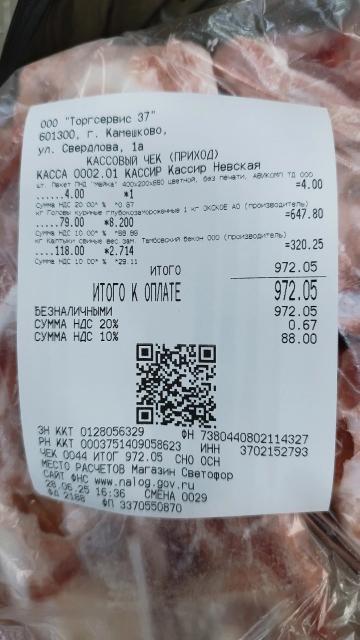 ООО "Торгсервис 37"
601300, г. Камешково,
ул. Свердлова, 1а
КАССОВЫЙ ЧЕК (ПРИХОД)
КАССА 0002.01 КАССИР Кассир Невская
шт. Пакет ПНД "майка" 400х200х680 цветной, без печати, АВИКОМП ТД ООО
......4.00 *1 =4.00
Сумма НДС 20.00* % *0.67
кг Головы куриные глубокозамороженные 1 кг ЭКСКОЕ АО (производитель)
....79.00 *8.200 =647.80
Сумма НДС 10.00* %
кг Калтыки свиные вес.зам. Тамбовский бекон ООО (производитель)
....118.00 *2.714 =320.25
Сумма НДС 10.00* % *29.11
ИТОГО 972.05
ИТОГО К ОПЛАТЕ 972.05
БЕЗНАЛИЧНЫМИ 972.05
СУММА НДС 20% 0.67
СУММА НДС 10% 88.00
ЗН ККТ 0128056329 ФН 7380440802114327
РН ККТ 0003751409058623 ИНН 3702152793
ЧЕК 0044 ИТОГ 972.05 СНО ОСН
МЕСТО РАСЧЕТОВ Магазин Светофор
САЙТ ФНС www.nalog.gov.ru
28.06.25 16:36 СМЕНА 0029
ФД 2188 ФП 3370550870